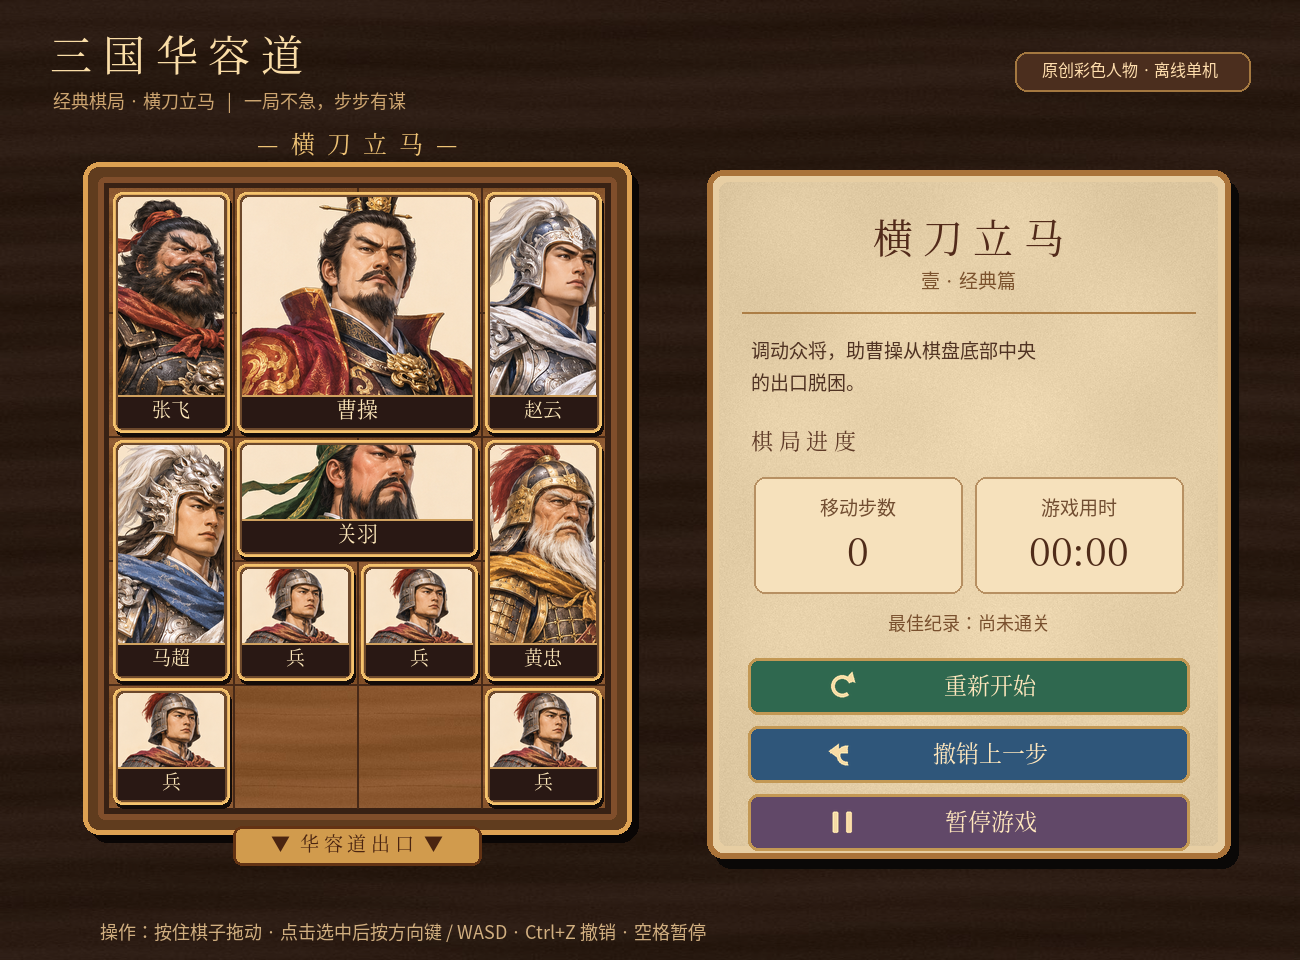 三国华容道
经典棋局 · 横刀立马 | 一局不急，步步有谋
原创彩色人物 · 离线单机
— 横刀立马 —
张飞
曹操
赵云
马超
关羽
黄忠
兵
兵
兵
兵
▼ 华容道出口 ▼
横刀立马
壹 · 经典篇
调动众将，助曹操从棋盘底部中央
的出口脱困。
棋局进度
移动步数
0
游戏用时
00:00
最佳纪录：尚未通关
重新开始
撤销上一步
暂停游戏
操作：按住棋子拖动 · 点击选中后按方向键 / WASD · Ctrl+Z 撤销 · 空格暂停